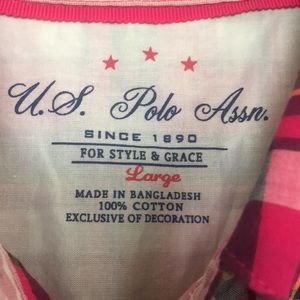 U.S. Polo Assn.
SINCE 1890
FOR STYLE & GRACE
Large
MADE IN BANGLADESH
100% COTTON
EXCLUSIVE OF DECORATION